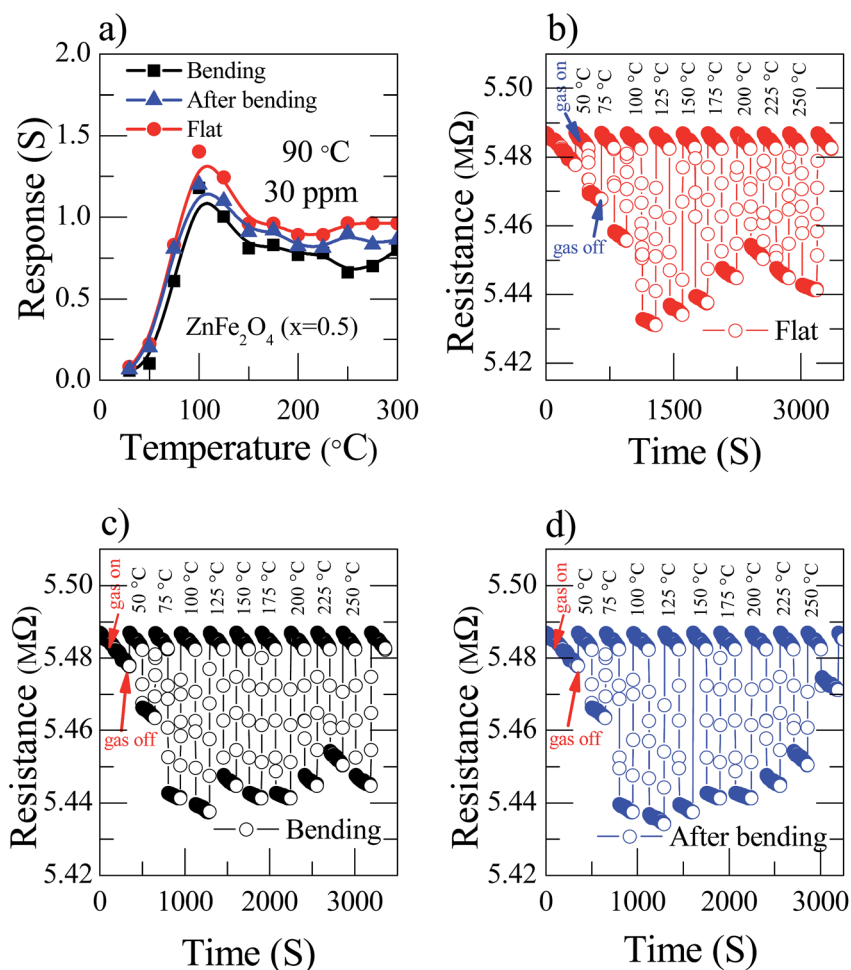 a)
2.0
1.5
1.0
0.5
0.0
Response (S)
Bending
After bending
Flat
90 °C
30 ppm
ZnFe₂O₄ (x=0.5)
0 100 200 300
Temperature (°C)
b)
5.50
5.48
5.46
5.44
5.42
Resistance (MΩ)
gas on
50 °C
75 °C
100 °C
125 °C
150 °C
175 °C
200 °C
225 °C
250 °C
gas off
Flat
0 1500 3000
Time (S)
c)
5.50
5.48
5.46
5.44
5.42
Resistance (MΩ)
gas on
50 °C
75 °C
100 °C
125 °C
150 °C
175 °C
200 °C
225 °C
250 °C
gas off
Bending
0 1000 2000 3000
Time (S)
d)
5.50
5.48
5.46
5.44
5.42
Resistance (MΩ)
gas on
50 °C
75 °C
100 °C
125 °C
150 °C
175 °C
200 °C
225 °C
250 °C
gas off
After bending
0 1000 2000 3000
Time (S)